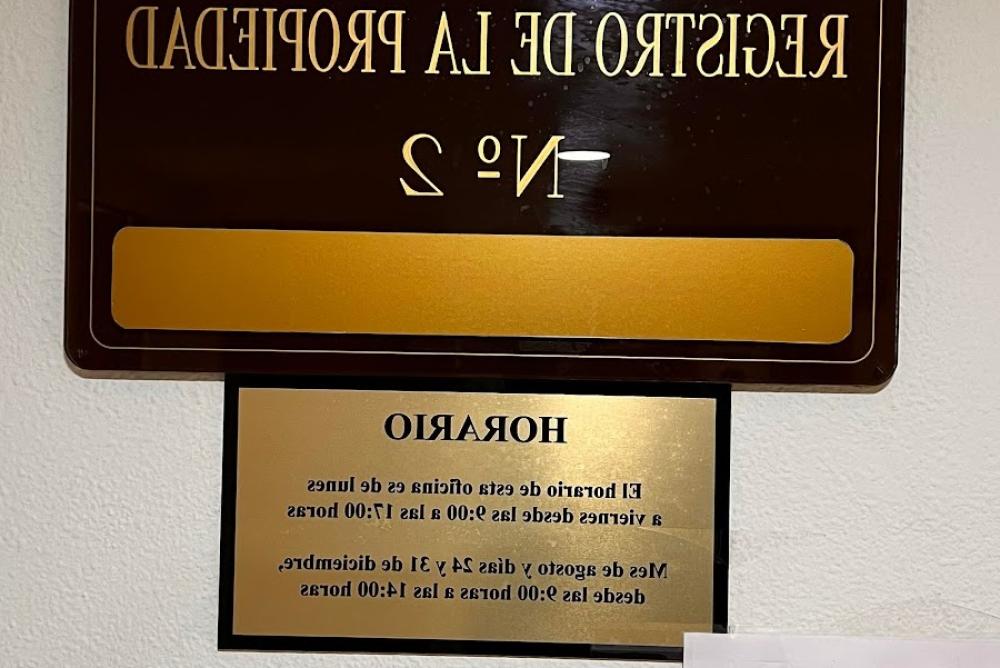 REGISTRO DE LA PROPIEDAD
Nº 2
HORARIO
El horario de esta oficina es de lunes
a viernes desde las 9:00 a las 17:00 horas
Mes de agosto y días 24 y 31 de diciembre,
desde las 9:00 horas a las 14:00 horas